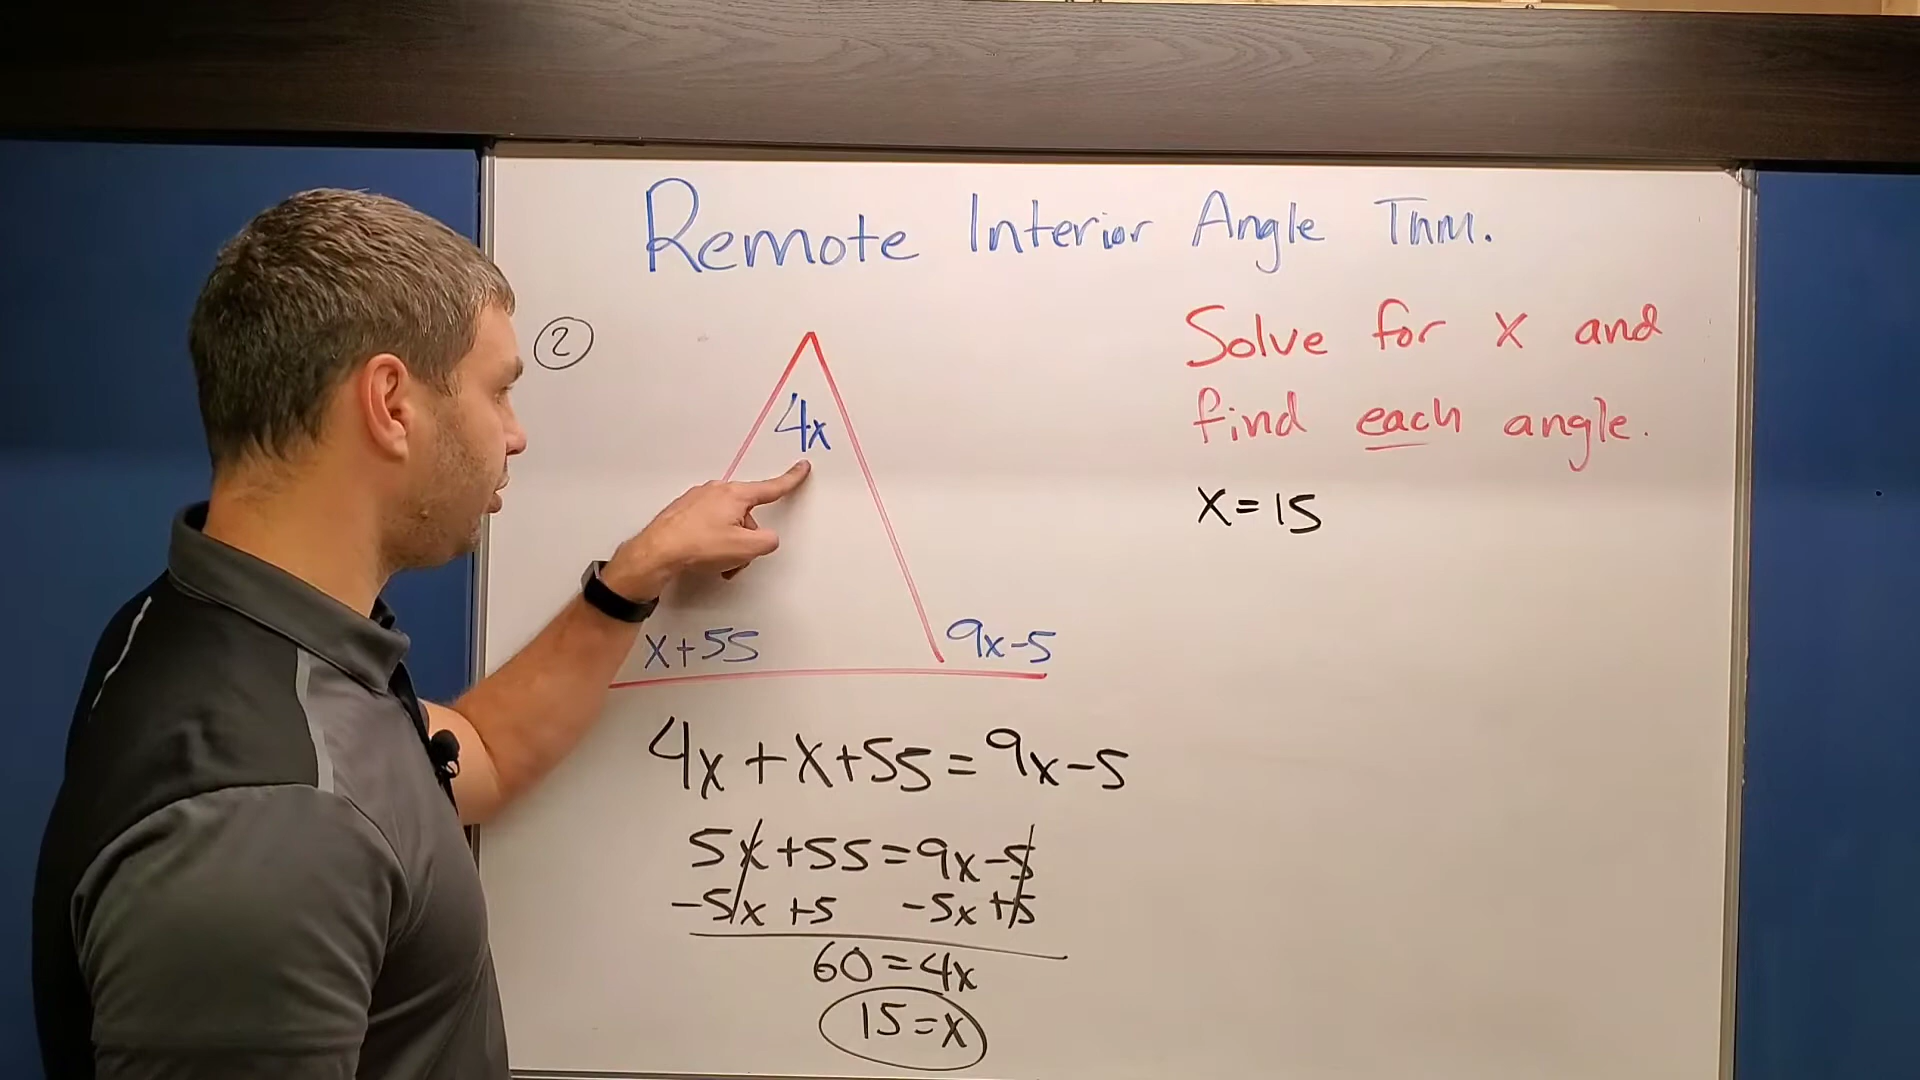 Remote Interior Angle Thm.
②
Solve for x and
find each angle.
4x
x = 15
x+55
9x-5
4x + x + 55 = 9x - 5
5x + 55 = 9x - 5
-5x +5 -5x +5
60 = 4x
15 = x